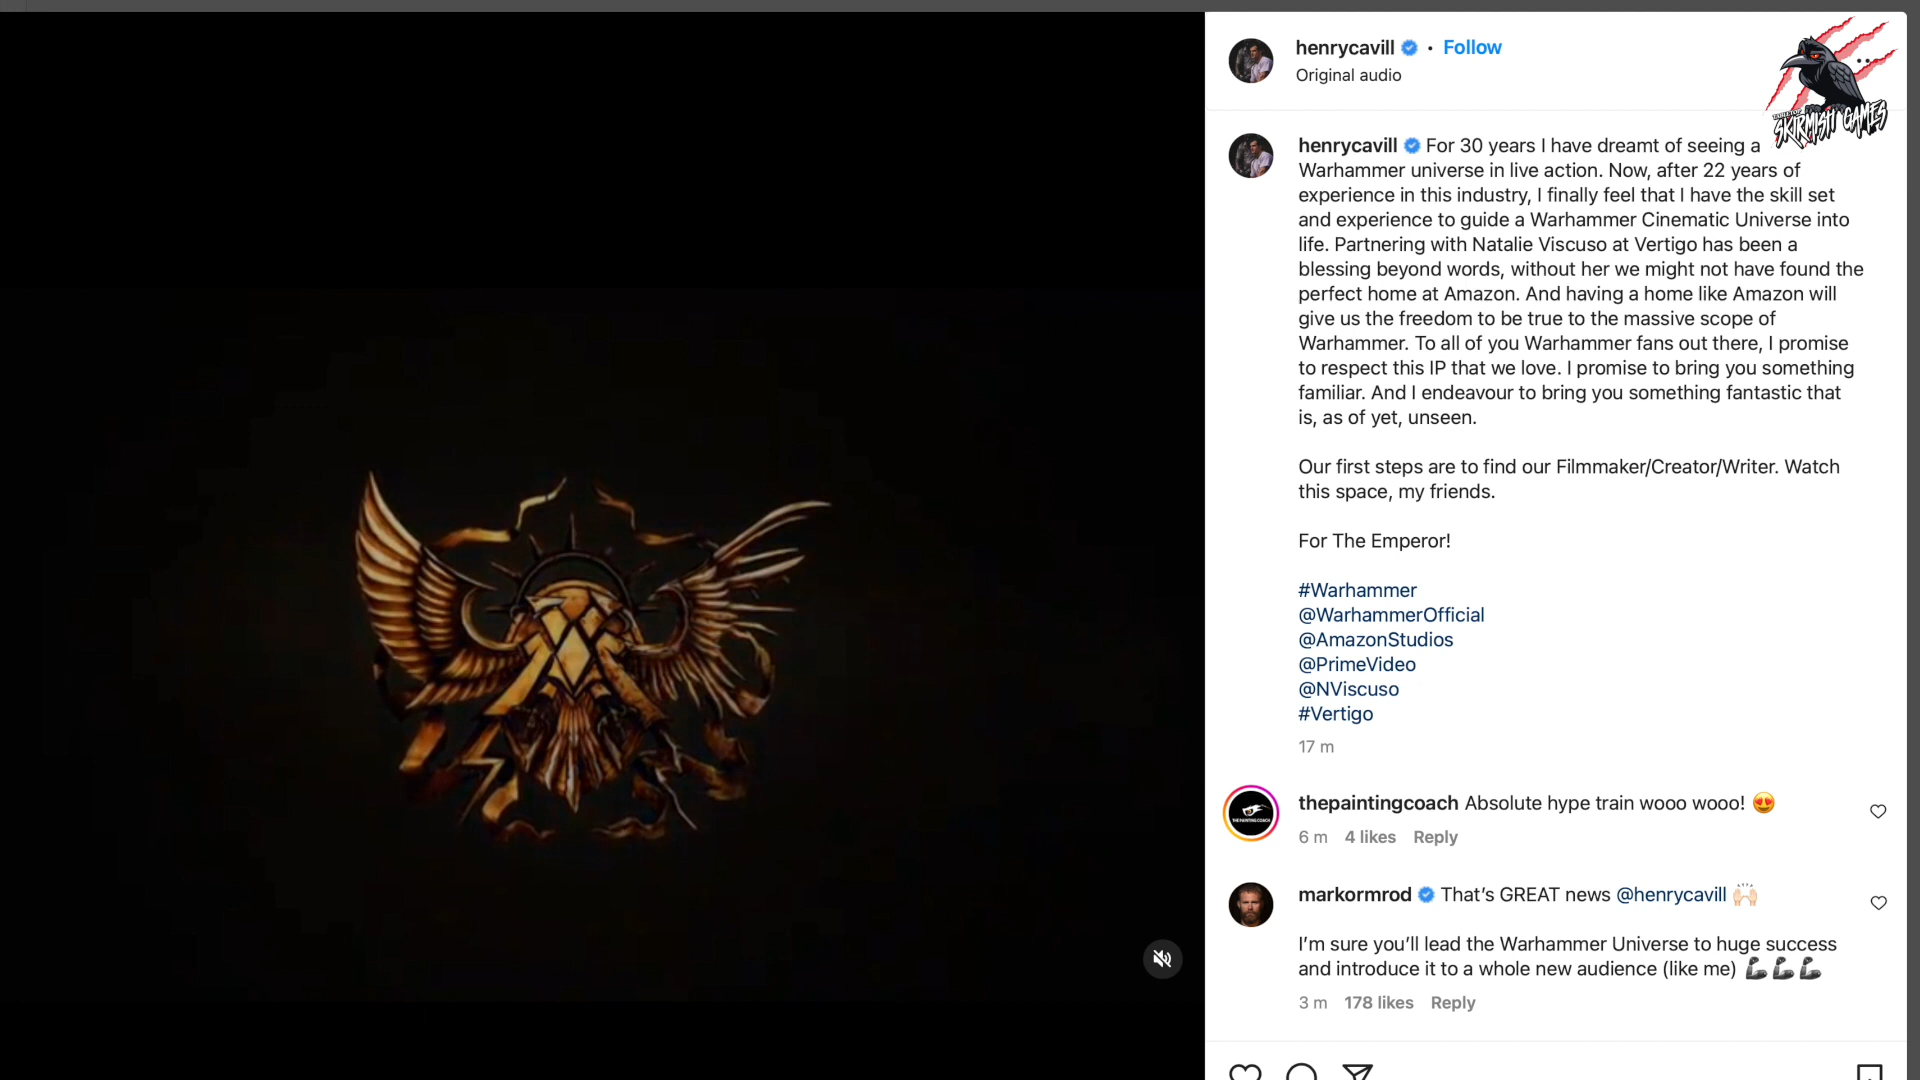 henrycavill • Follow
Original audio
SKIRMISH GAMES
henrycavill For 30 years I have dreamt of seeing a
Warhammer universe in live action. Now, after 22 years of
experience in this industry, I finally feel that I have the skill set
and experience to guide a Warhammer Cinematic Universe into
life. Partnering with Natalie Viscuso at Vertigo has been a
blessing beyond words, without her we might not have found the
perfect home at Amazon. And having a home like Amazon will
give us the freedom to be true to the massive scope of
Warhammer. To all of you Warhammer fans out there, I promise
to respect this IP that we love. I promise to bring you something
familiar. And I endeavour to bring you something fantastic that
is, as of yet, unseen.
Our first steps are to find our Filmmaker/Creator/Writer. Watch
this space, my friends.
For The Emperor!
#Warhammer
@WarhammerOfficial
@AmazonStudios
@PrimeVideo
@NViscuso
#Vertigo
17 m
thepaintingcoach Absolute hype train wooo wooo! 😍
6 m 4 likes Reply
markormrod That’s GREAT news @henrycavill 🙌🏻
I’m sure you’ll lead the Warhammer Universe to huge success
and introduce it to a whole new audience (like me) 🦾🦾🦾
3 m 178 likes Reply